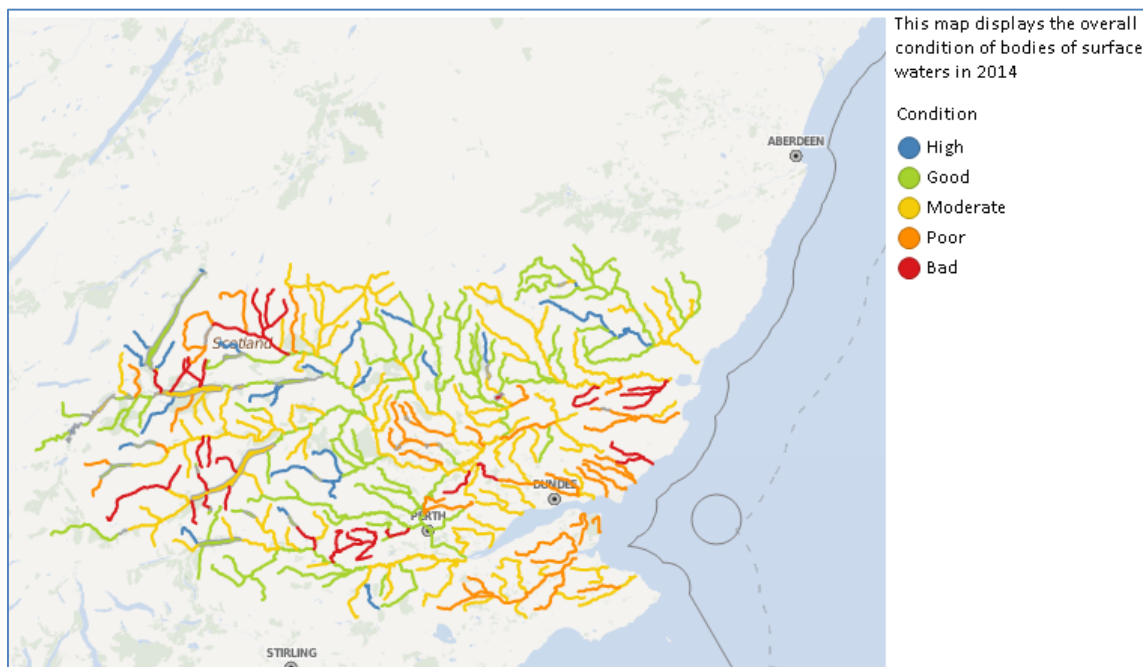 This map displays the overall
condition of bodies of surface
waters in 2014
Condition
High
Good
Moderate
Poor
Bad
ABERDEEN
Scotland
DUNDEE
PERTH
STIRLING